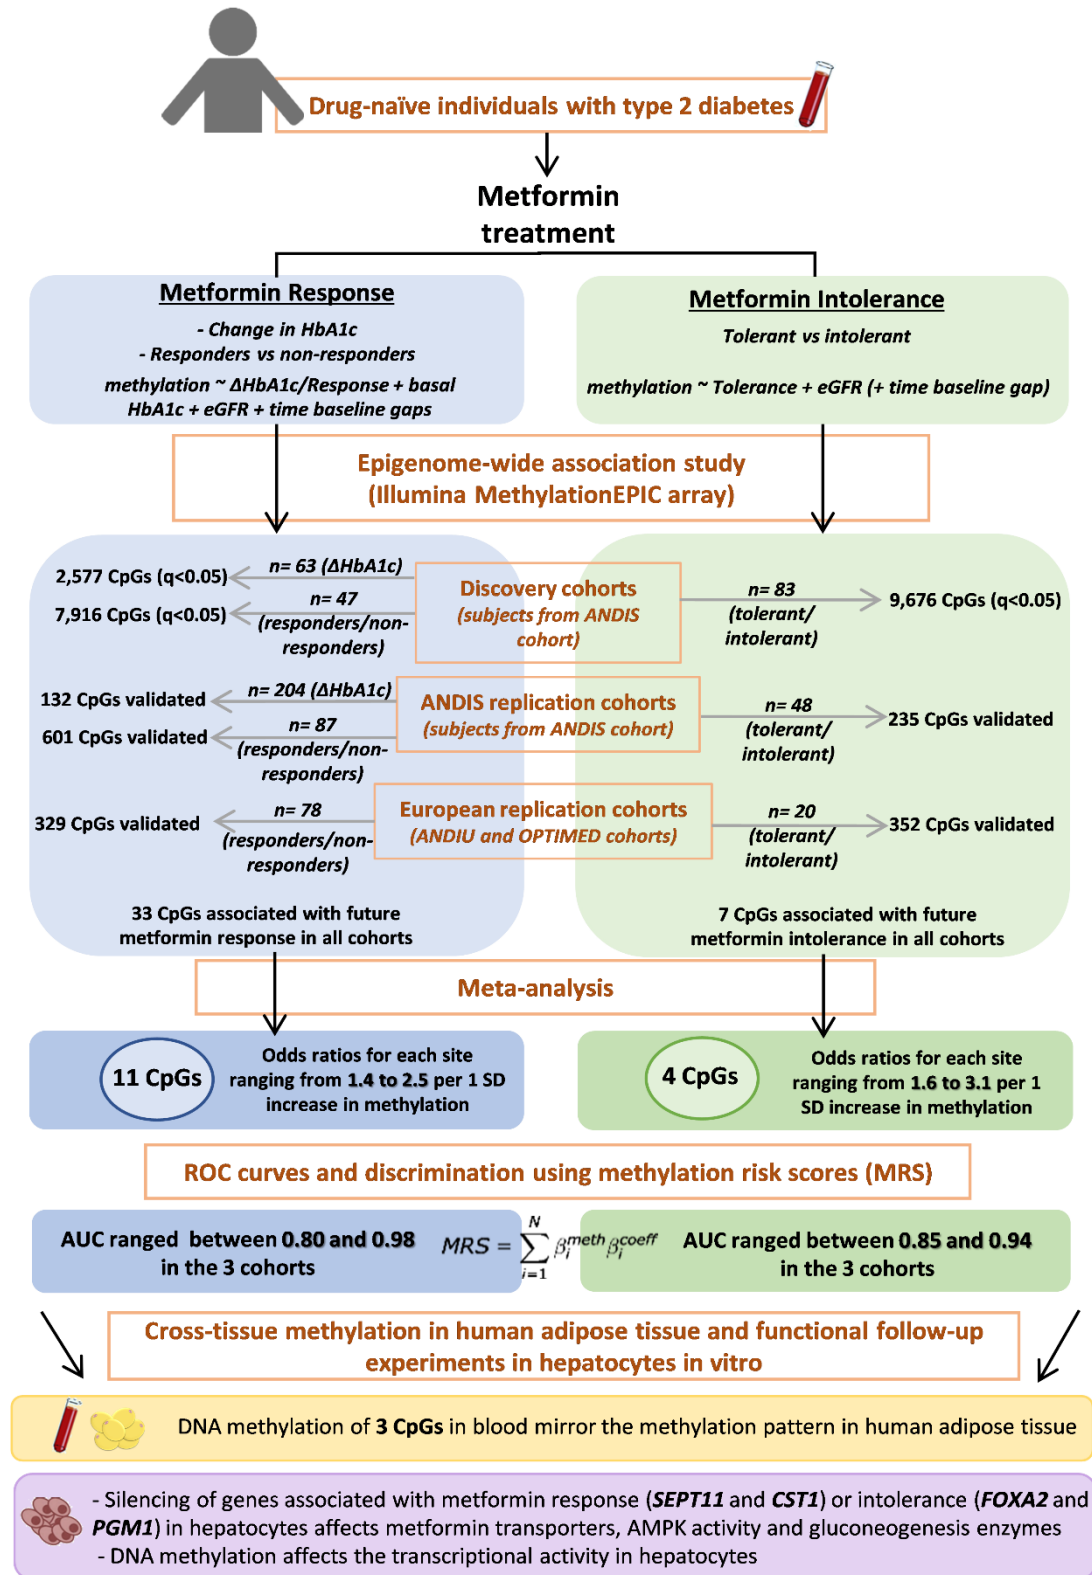 Drug-naïve individuals with type 2 diabetes
Metformin
treatment
Metformin Response
- Change in HbA1c
- Responders vs non-responders
methylation ~ ΔHbA1c/Response + basal
HbA1c + eGFR + time baseline gaps
Metformin Intolerance
Tolerant vs intolerant
methylation ~ Tolerance + eGFR (+ time baseline gap)
Epigenome-wide association study
(Illumina MethylationEPIC array)
2,577 CpGs (q<0.05)
n= 63 (ΔHbA1c)
7,916 CpGs (q<0.05)
n= 47
(responders/non-
responders)
Discovery cohorts
(subjects from ANDIS
cohort)
n= 83
(tolerant/
intolerant)
9,676 CpGs (q<0.05)
132 CpGs validated
n= 204 (ΔHbA1c)
601 CpGs validated
n= 87
(responders/non-
responders)
ANDIS replication cohorts
(subjects from ANDIS cohort)
n= 48
(tolerant/
intolerant)
235 CpGs validated
329 CpGs validated
n= 78
(responders/non-
responders)
European replication cohorts
(ANDIU and OPTIMED cohorts)
n= 20
(tolerant/
intolerant)
352 CpGs validated
33 CpGs associated with future
metformin response in all cohorts
7 CpGs associated with future
metformin intolerance in all cohorts
Meta-analysis
11 CpGs
Odds ratios for each site
ranging from 1.4 to 2.5 per 1 SD
increase in methylation
4 CpGs
Odds ratios for each site
ranging from 1.6 to 3.1 per 1
SD increase in methylation
ROC curves and discrimination using methylation risk scores (MRS)
AUC ranged between 0.80 and 0.98
in the 3 cohorts
MRS = ∑_{i=1}^{N} β_i^{meth} β_i^{coeff}
AUC ranged between 0.85 and 0.94
in the 3 cohorts
Cross-tissue methylation in human adipose tissue and functional follow-up
experiments in hepatocytes in vitro
DNA methylation of 3 CpGs in blood mirror the methylation pattern in human adipose tissue
- Silencing of genes associated with metformin response (SEPT11 and CST1) or intolerance (FOXA2 and
PGM1) in hepatocytes affects metformin transporters, AMPK activity and gluconeogenesis enzymes
- DNA methylation affects the transcriptional activity in hepatocytes